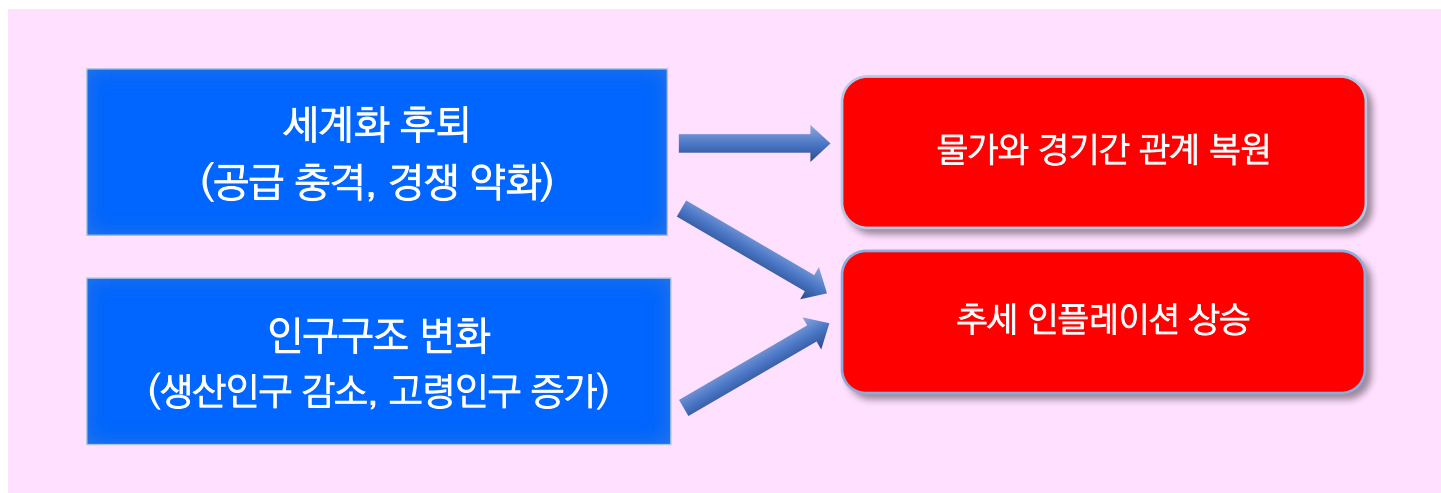 세계화 후퇴
(공급 충격, 경쟁 약화)
물가와 경기간 관계 복원
인구구조 변화
(생산인구 감소, 고령인구 증가)
추세 인플레이션 상승